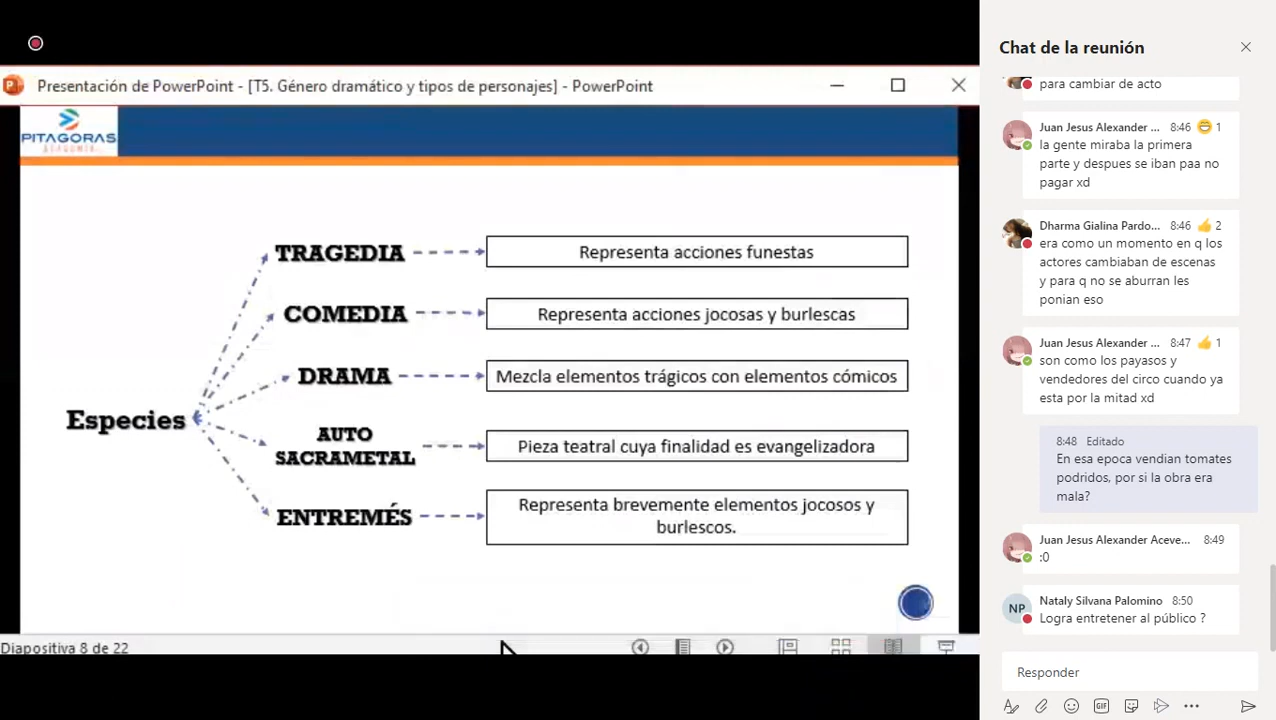 Presentación de PowerPoint - [T5. Género dramático y tipos de personajes] - PowerPoint
PITAGORAS
TRAGEDIA
Representa acciones funestas
COMEDIA
Representa acciones jocosas y burlescas
DRAMA
Mezcla elementos trágicos con elementos cómicos
Especies
AUTO
SACRAMETAL
Pieza teatral cuya finalidad es evangelizadora
ENTREMÉS
Representa brevemente elementos jocosos y
burlescos.
Diapositiva 8 de 22
Chat de la reunión
para cambiar de acto
Juan Jesus Alexander ... 8:46 1
la gente miraba la primera
parte y despues se iban paa no
pagar xd
Dharma Gialina Pardo... 8:46 2
era como un momento en q los
actores cambiaban de escenas
y para q no se aburran les
ponian eso
Juan Jesus Alexander ... 8:47 1
son como los payasos y
vendedores del circo cuando ya
esta por la mitad xd
8:48 Editado
En esa epoca vendian tomates
podridos, por si la obra era
mala?
Juan Jesus Alexander Aceve... 8:49
:0
NP
Nataly Silvana Palomino 8:50
Logra entretener al público ?
Responder
GIF